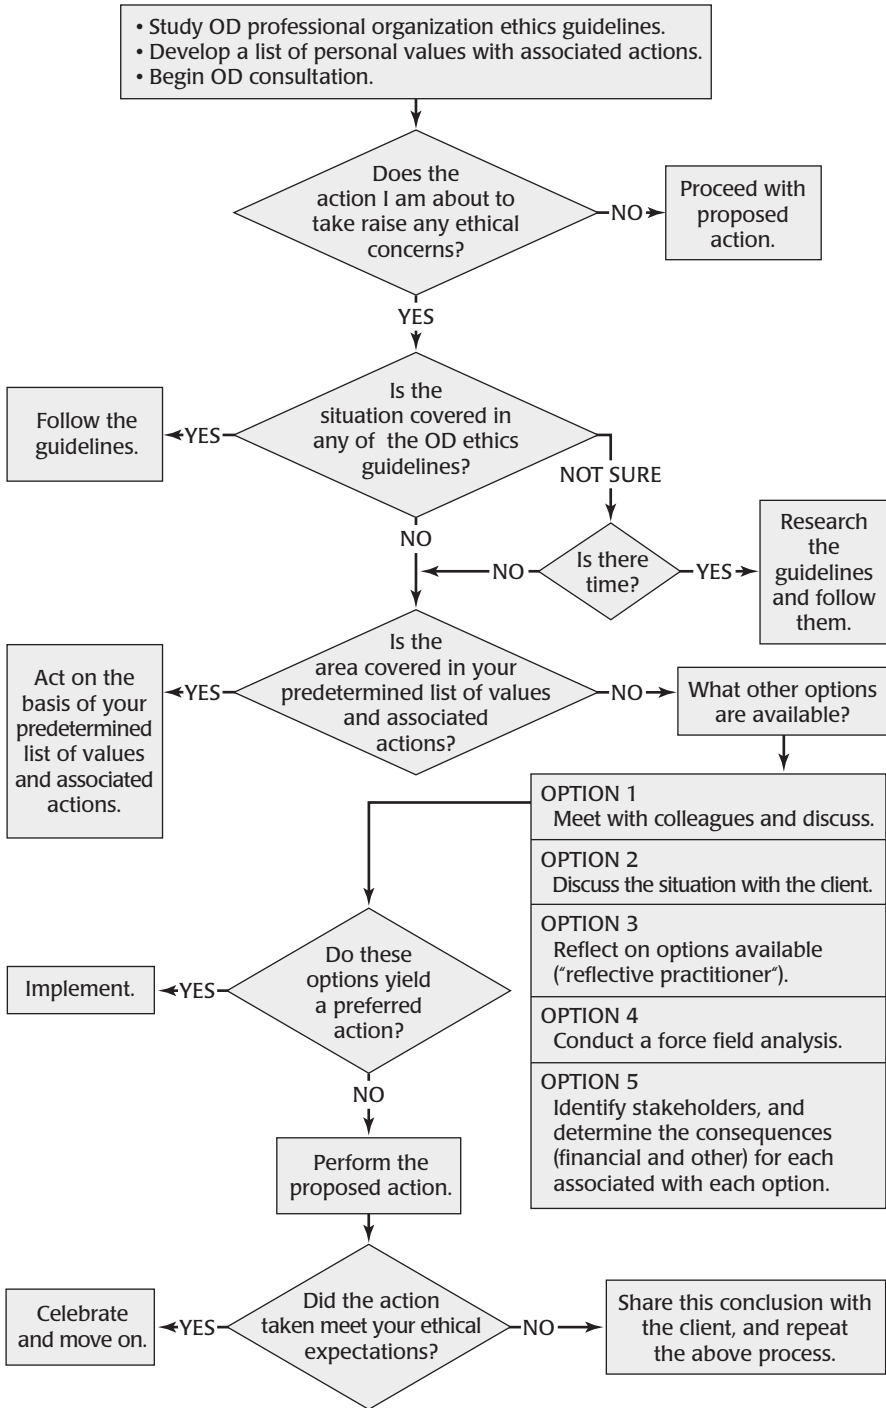 • Study OD professional organization ethics guidelines.
• Develop a list of personal values with associated actions.
• Begin OD consultation.
Does the
action I am about to
take raise any ethical
concerns?
NO
Proceed with
proposed
action.
YES
Is the
situation covered in
any of the OD ethics
guidelines?
YES
Follow the
guidelines.
NOT SURE
NO
Is there
time?
NO
YES
Research
the
guidelines
and follow
them.
Is the
area covered in your
predetermined list of values
and associated
actions?
YES
Act on the
basis of your
predetermined
list of values
and associated
actions.
NO
What other options
are available?
OPTION 1
Meet with colleagues and discuss.
OPTION 2
Discuss the situation with the client.
OPTION 3
Reflect on options available
(“reflective practitioner“).
OPTION 4
Conduct a force field analysis.
OPTION 5
Identify stakeholders, and
determine the consequences
(financial and other) for each
associated with each option.
Do these
options yield
a preferred
action?
YES
Implement.
NO
Perform the
proposed action.
Did the action
taken meet your ethical
expectations?
YES
Celebrate
and move on.
NO
Share this conclusion with
the client, and repeat
the above process.